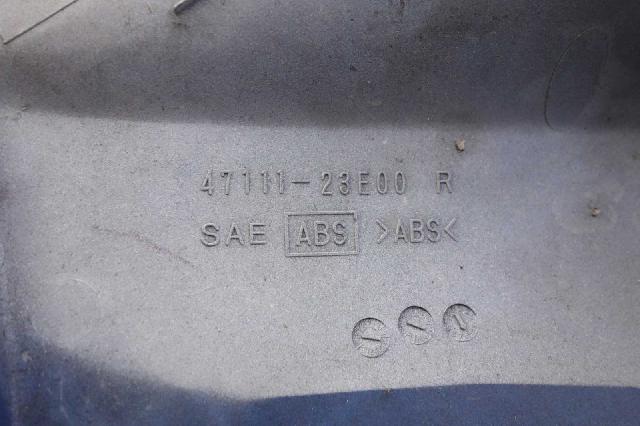 47111-23E00 R
SAE ABS >ABS<